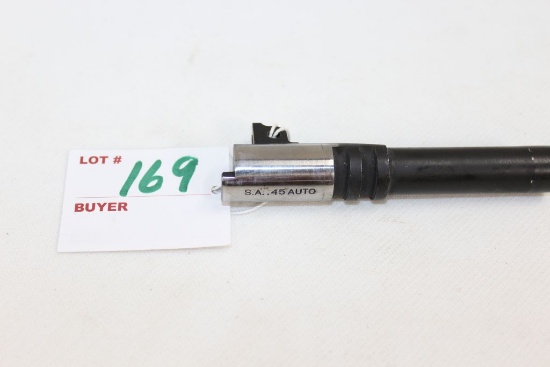 LOT # 169
BUYER
S.A. .45 AUTO